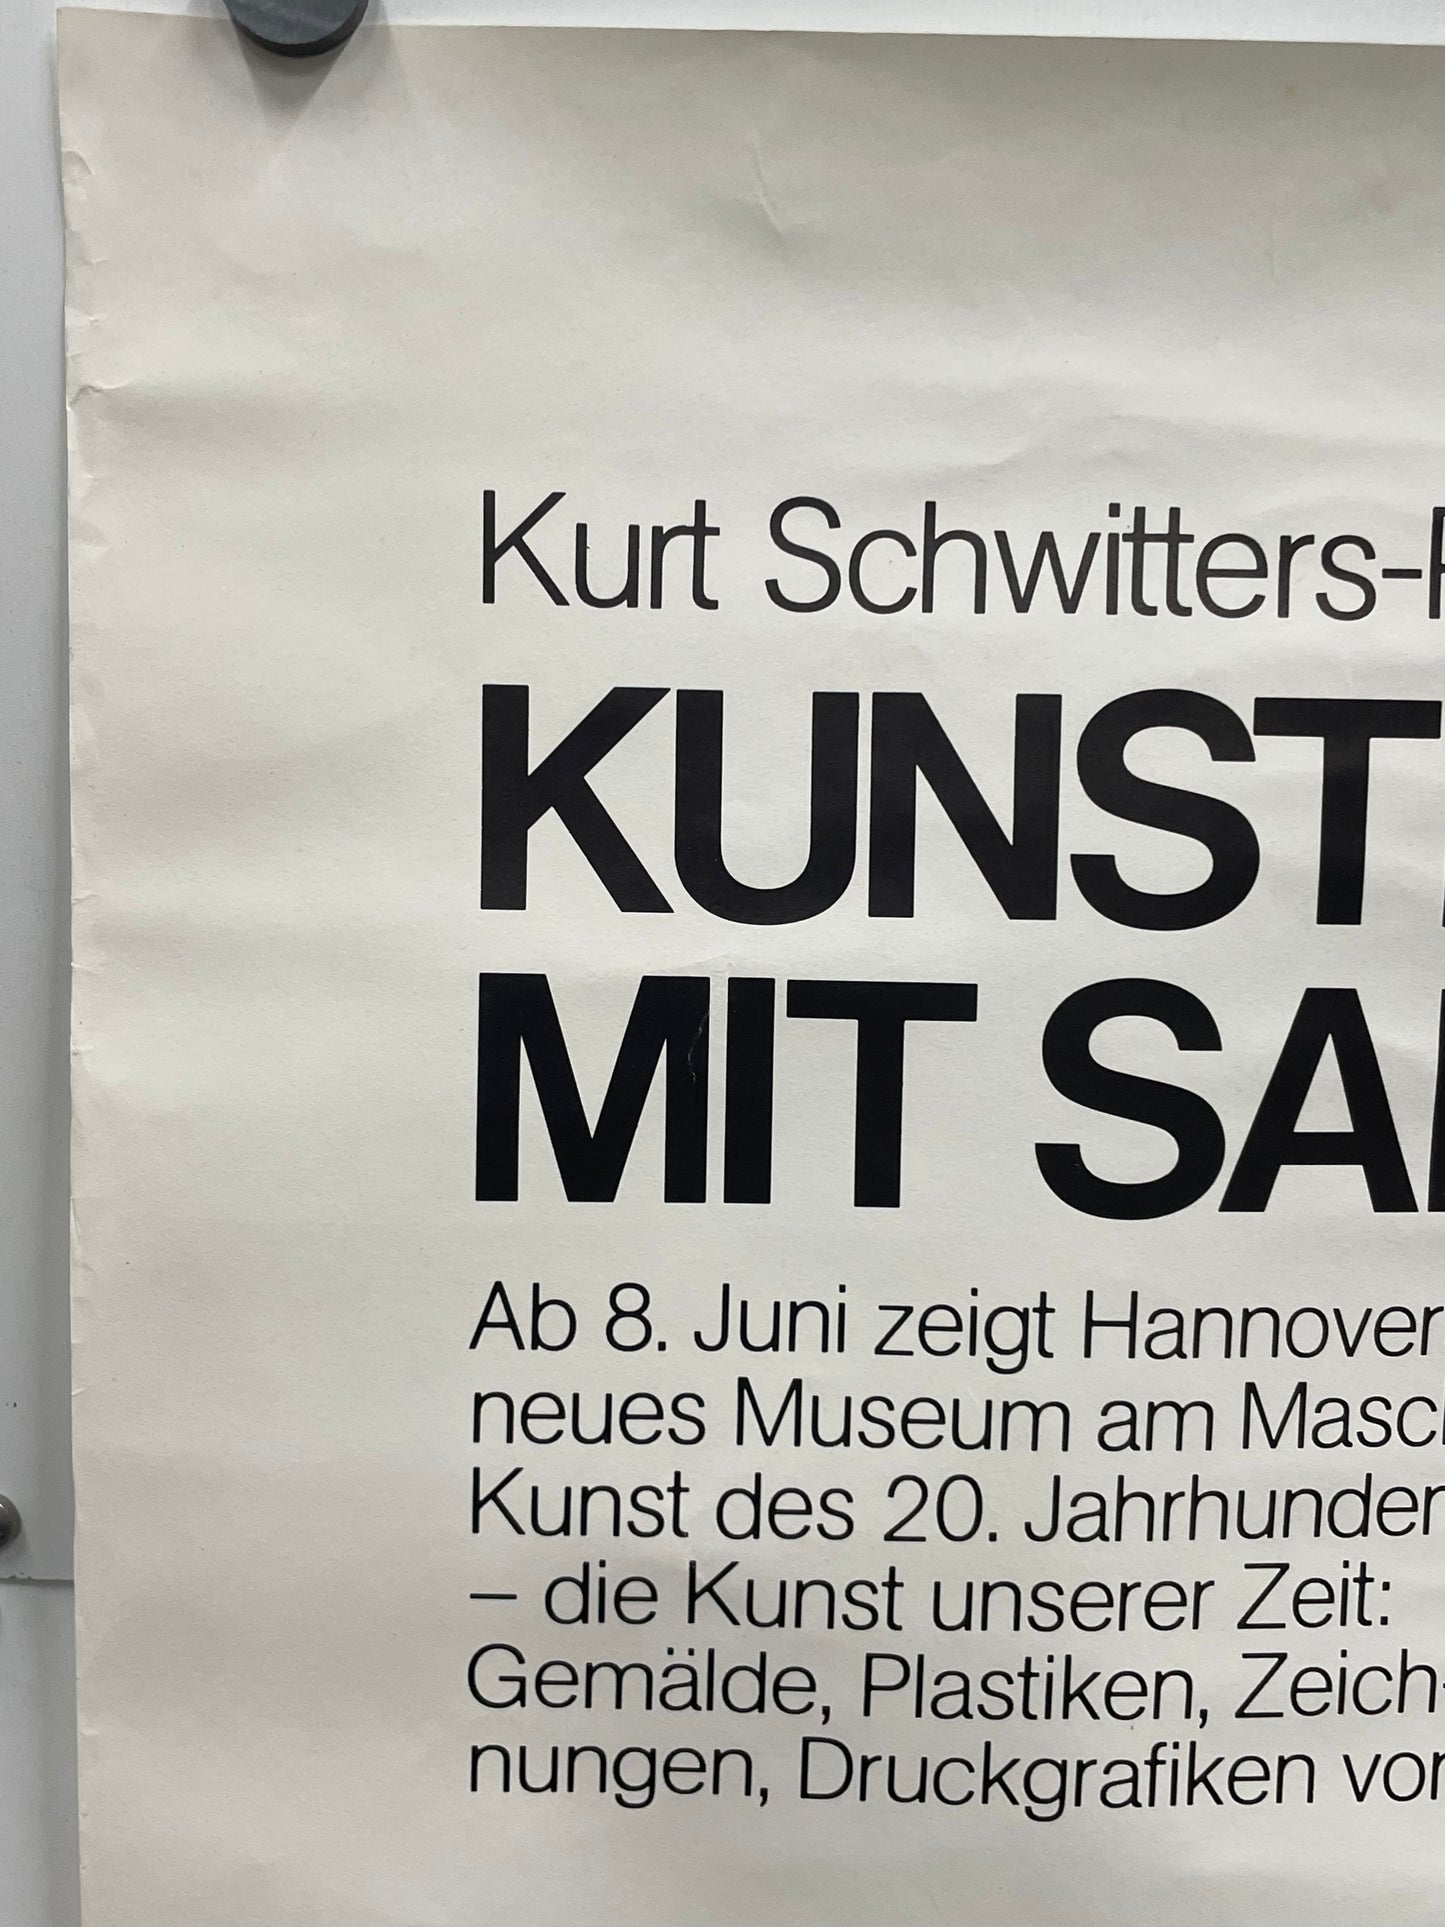 Kurt Schwitters-
KUNST
MIT SA
Ab 8. Juni zeigt Hannover
neues Museum am Masc
Kunst des 20. Jahrhunder
– die Kunst unserer Zeit:
Gemälde, Plastiken, Zeich-
nungen, Druckgrafiken vor